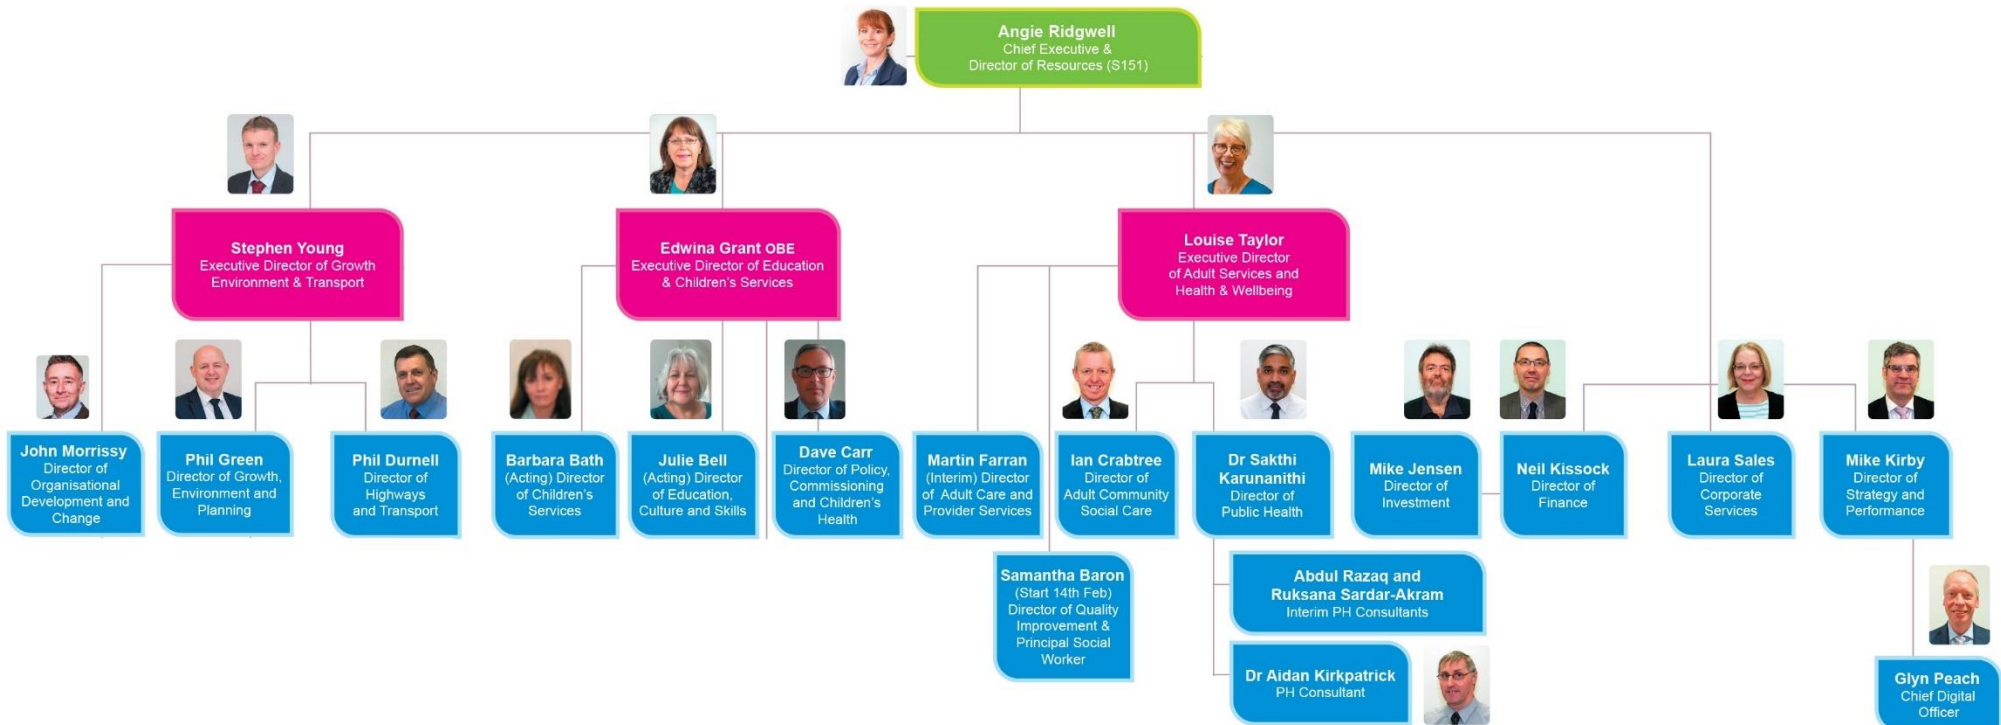 Angie Ridgwell
Chief Executive &
Director of Resources (S151)
Stephen Young
Executive Director of Growth
Environment & Transport
Edwina Grant OBE
Executive Director of Education
& Children's Services
Louise Taylor
Executive Director
of Adult Services and
Health & Wellbeing
John Morrissy
Director of
Organisational
Development and
Change
Phil Green
Director of Growth,
Environment and
Planning
Phil Durnell
Director of
Highways
and Transport
Barbara Bath
(Acting) Director
of Children's
Services
Julie Bell
(Acting) Director
of Education,
Culture and Skills
Dave Carr
Director of Policy,
Commissioning
and Children's
Health
Martin Farran
(Interim) Director
of Adult Care and
Provider Services
Ian Crabtree
Director of
Adult Community
Social Care
Dr Sakthi
Karunanithi
Director of
Public Health
Mike Jensen
Director of
Investment
Neil Kissock
Director of
Finance
Laura Sales
Director of
Corporate
Services
Mike Kirby
Director of
Strategy and
Performance
Samantha Baron
(Start 14th Feb)
Director of Quality
Improvement &
Principal Social
Worker
Abdul Razaq and
Ruksana Sardar-Akram
Interim PH Consultants
Dr Aidan Kirkpatrick
PH Consultant
Glyn Peach
Chief Digital
Officer